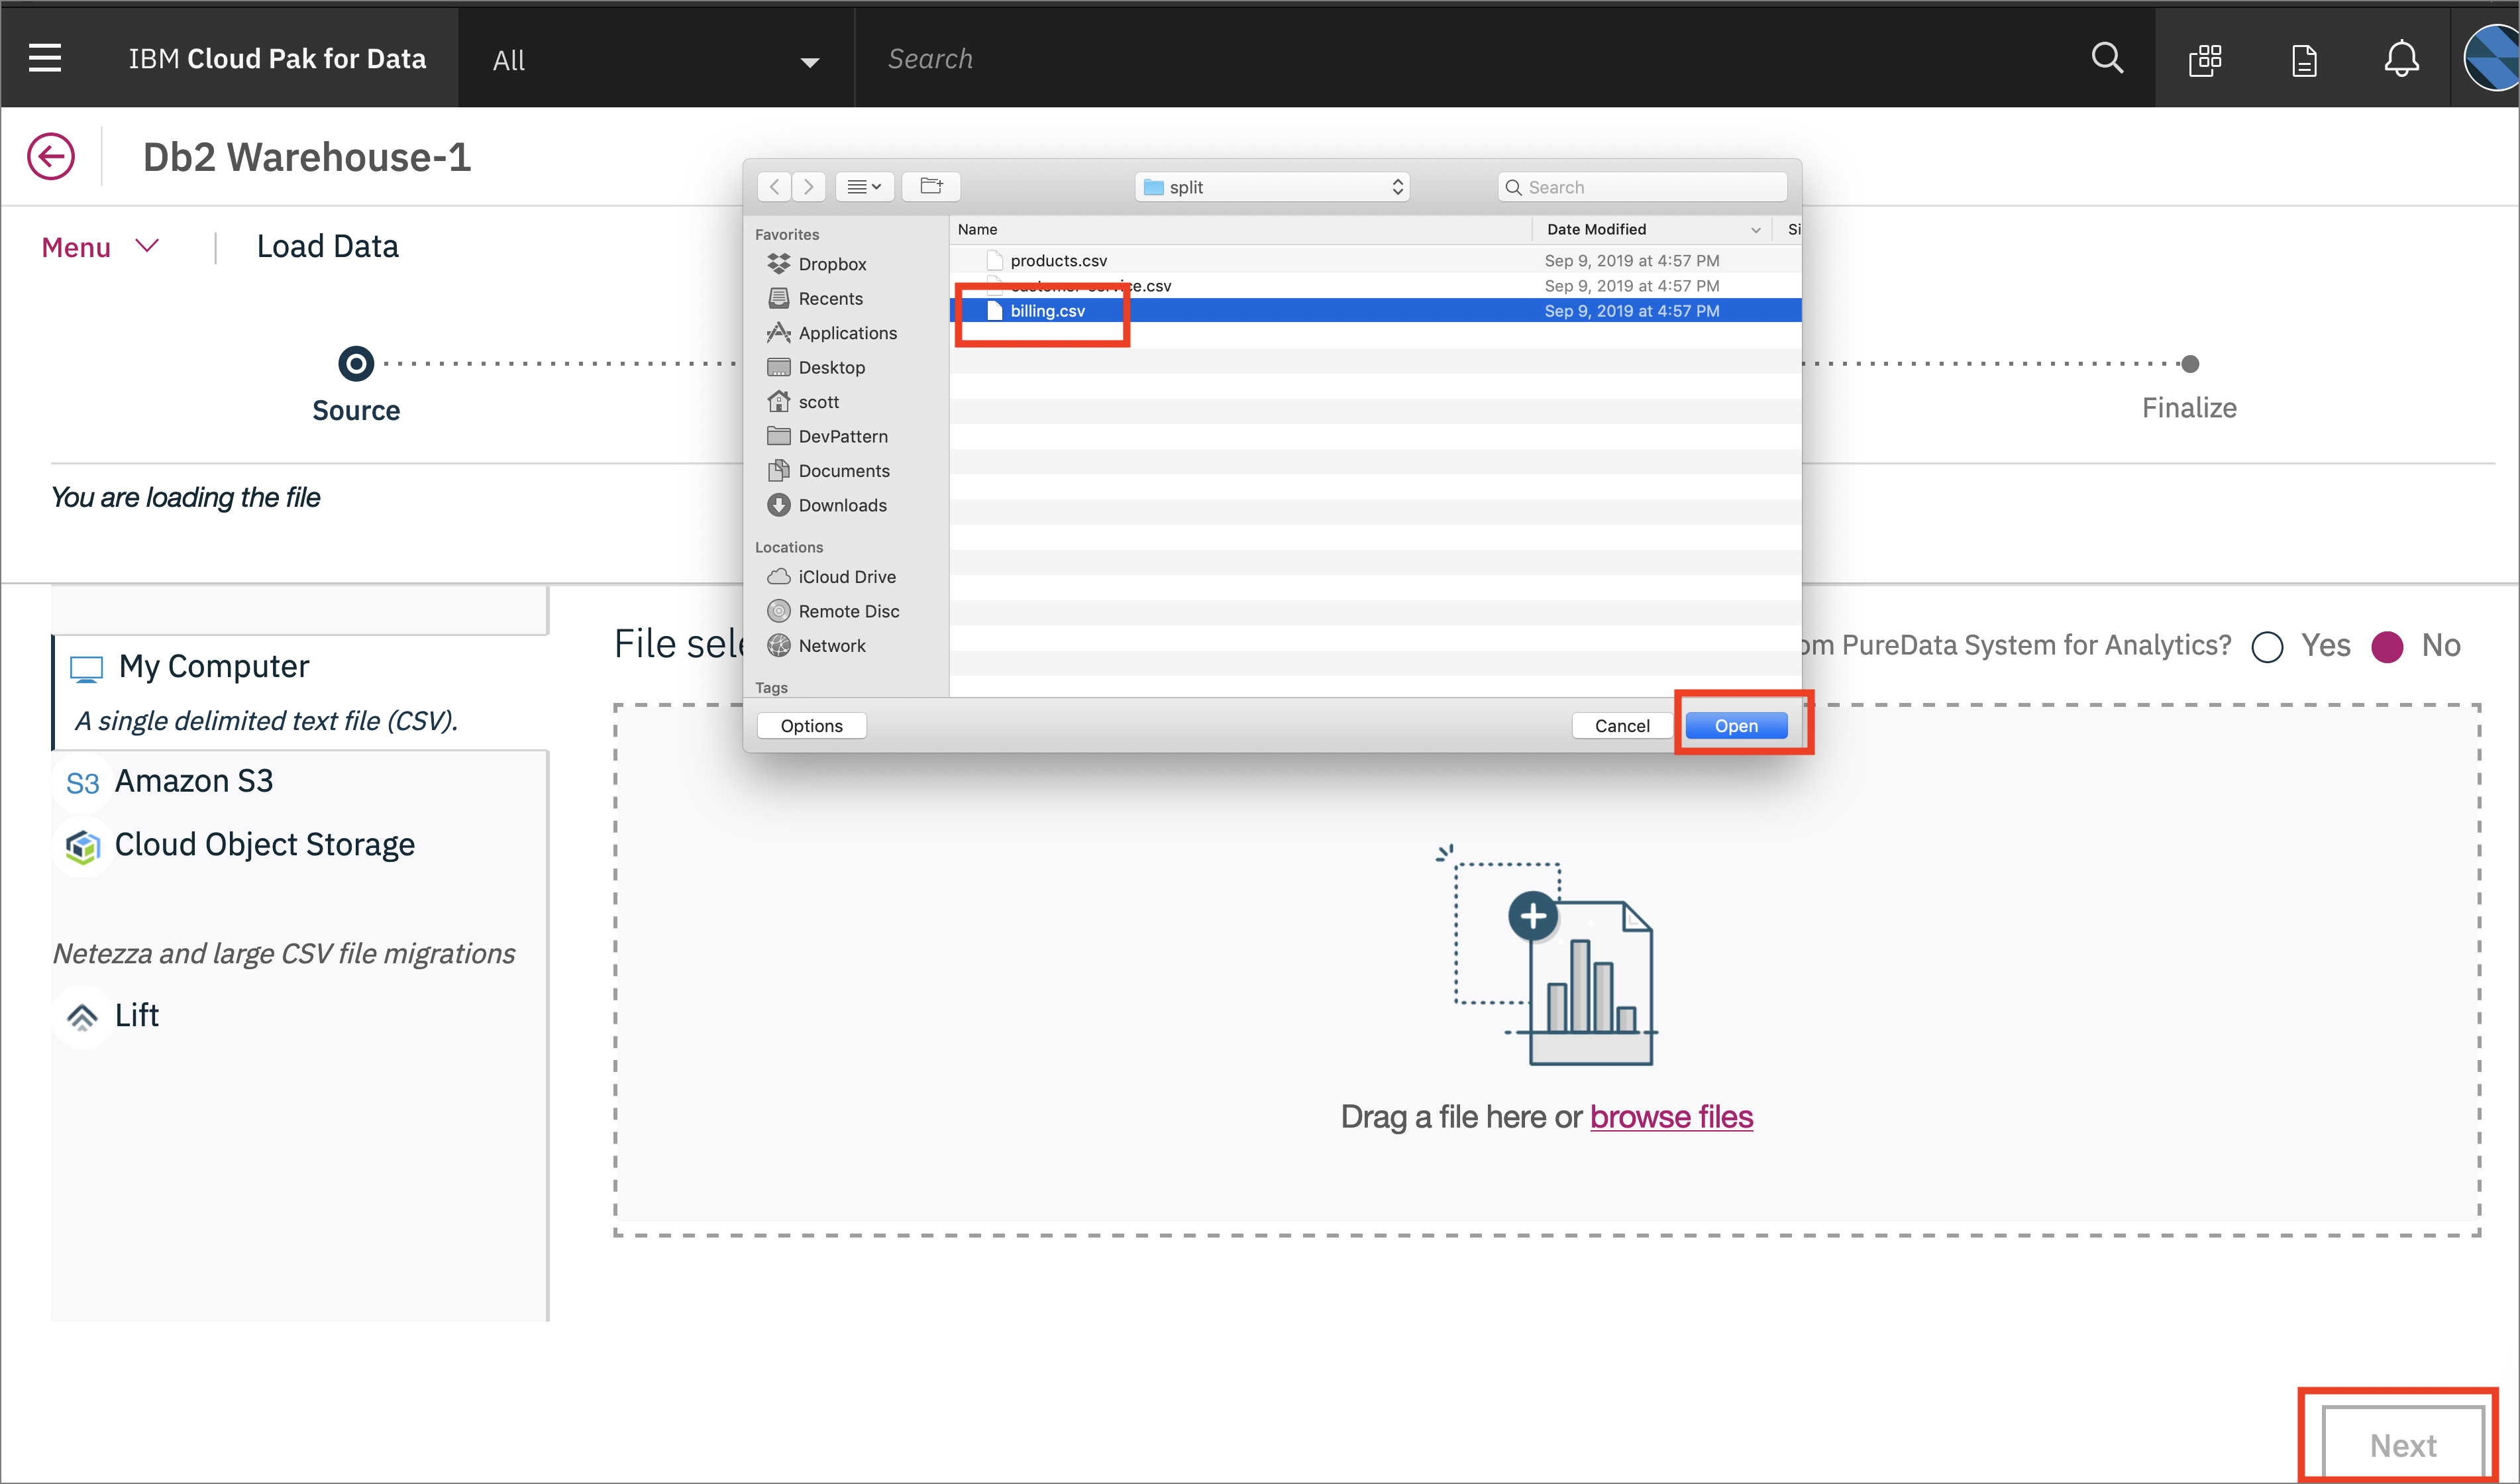 IBM Cloud Pak for Data
All
Search
Db2 Warehouse-1
Menu
Load Data
split
Search
Favorites
Dropbox
Recents
Applications
Desktop
scott
DevPattern
Documents
Downloads
Locations
iCloud Drive
Remote Disc
Network
Tags
Name
Date Modified
Si
products.csv
Sep 9, 2019 at 4:57 PM
customer-service.csv
Sep 9, 2019 at 4:57 PM
billing.csv
Sep 9, 2019 at 4:57 PM
Options
Cancel
Open
Source
Finalize
You are loading the file
My Computer
A single delimited text file (CSV).
S3 Amazon S3
Cloud Object Storage
Netezza and large CSV file migrations
Lift
File sele
om PureData System for Analytics?
Yes
No
Drag a file here or browse files
Next